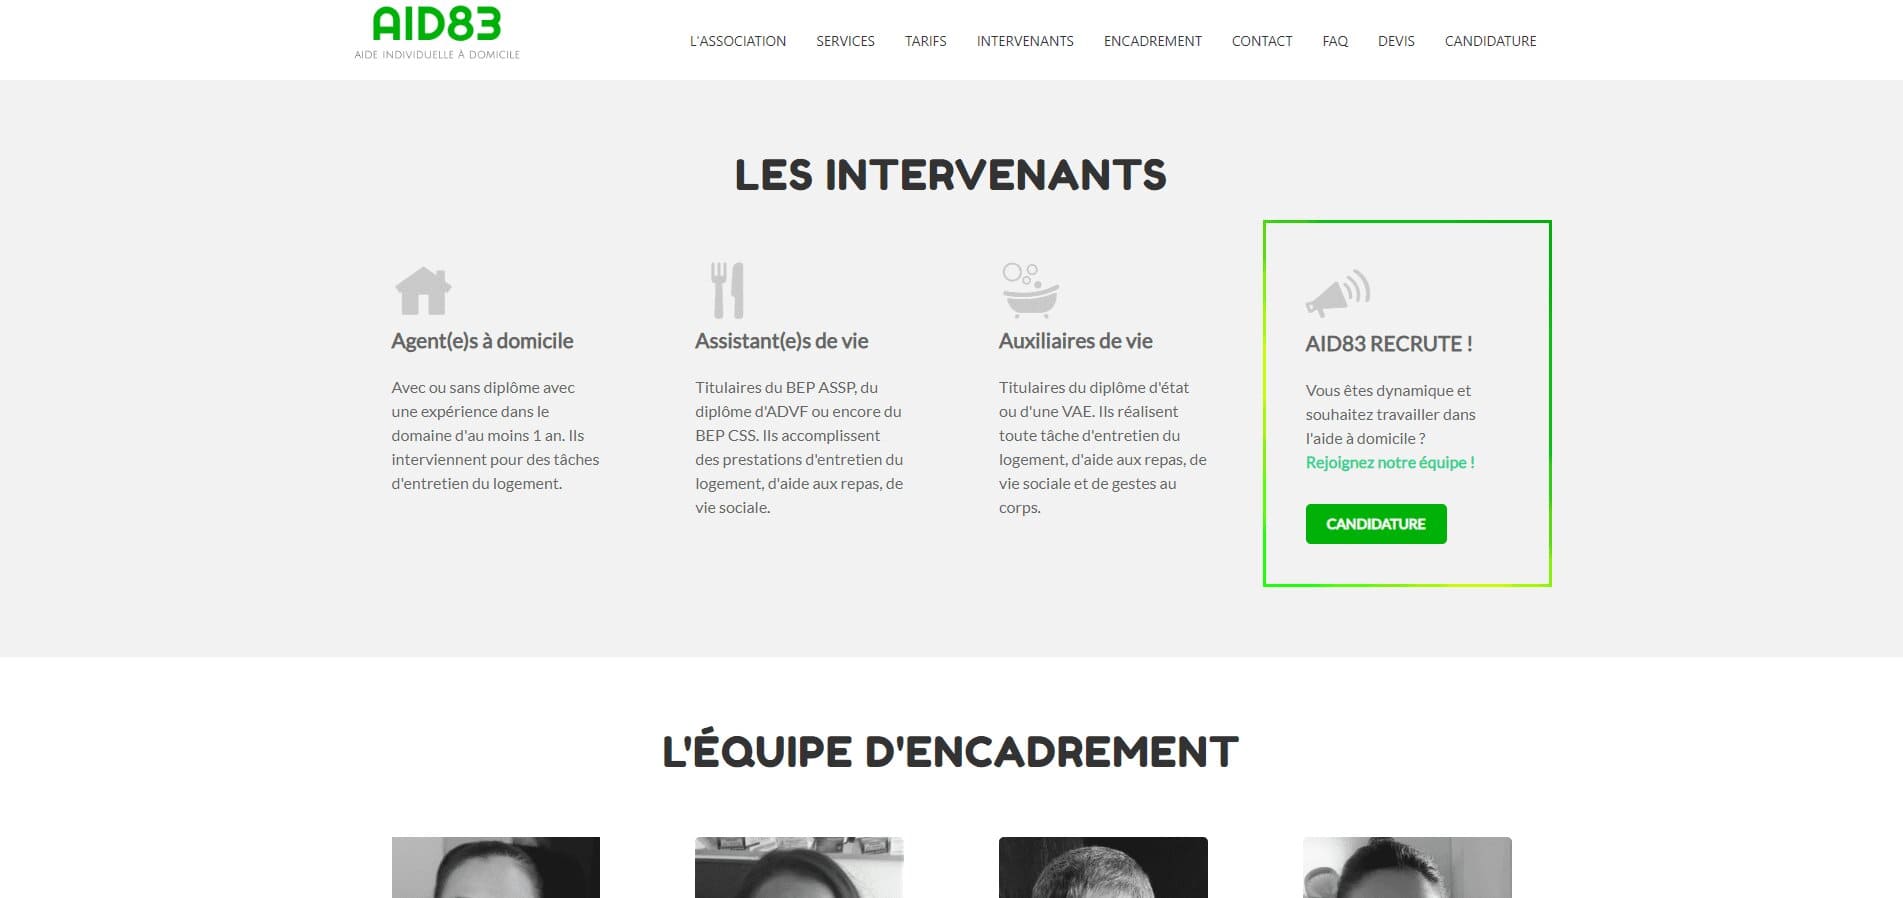 AID83
AIDE INDIVIDUELLE À DOMICILE
L'ASSOCIATION SERVICES TARIFS INTERVENANTS ENCADREMENT CONTACT FAQ DEVIS CANDIDATURE
LES INTERVENANTS
Agent(e)s à domicile
Avec ou sans diplôme avec
une expérience dans le
domaine d'au moins 1 an. Ils
interviennent pour des tâches
d'entretien du logement.
Assistant(e)s de vie
Titulaires du BEP ASSP, du
diplôme d'ADVF ou encore du
BEP CSS. Ils accomplissent
des prestations d'entretien du
logement, d'aide aux repas, de
vie sociale.
Auxiliaires de vie
Titulaires du diplôme d'état
ou d'une VAE. Ils réalisent
toute tâche d'entretien du
logement, d'aide aux repas, de
vie sociale et de gestes au
corps.
AID83 RECRUTE !
Vous êtes dynamique et
souhaitez travailler dans
l'aide à domicile ?
Rejoignez notre équipe !
CANDIDATURE
L'ÉQUIPE D'ENCADREMENT